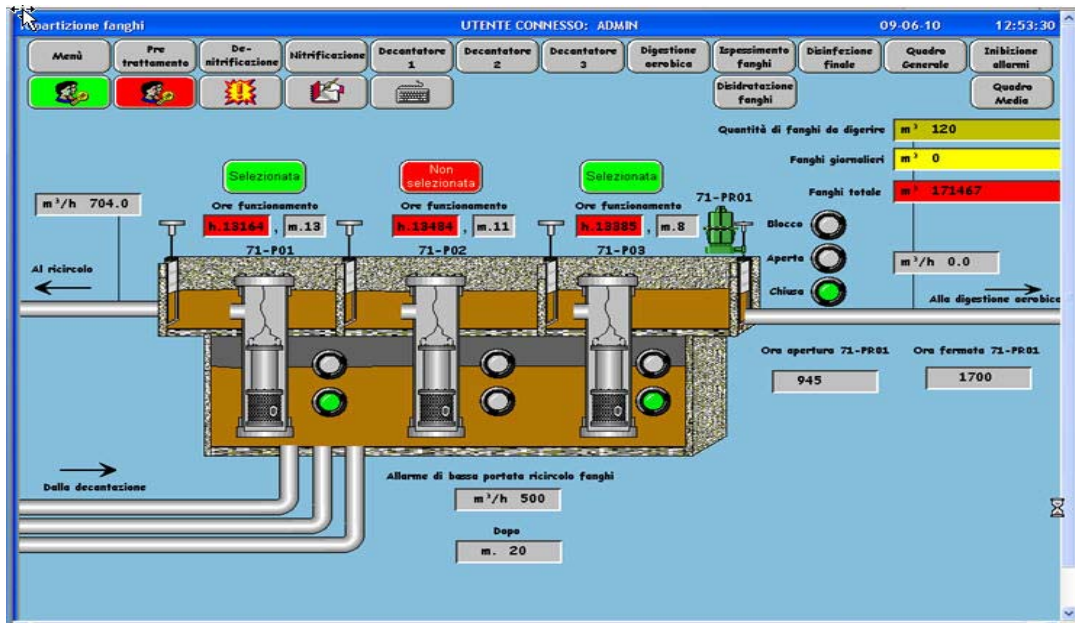 partizione fanghi UTENTE CONNESSO: ADMIN 09-06-10 12:53:30
Menù Pre trattamento De-nitrificazione Nitrificazione Decantatore 1 Decantatore 2 Decantatore 3 Digestione aerobica Ispessimento fanghi Disinfezione finale Quadro Generale Inibizione allarmi
Disidratazione fanghi Quadro Media
Quantità di fanghi da digerire m³ 120
Fanghi giornalieri m³ 0
Fanghi totale m³ 171467
Selezionata Non selezionata Selezionata
m³/h 704.0
Ore funzionamento Ore funzionamento Ore funzionamento
h.13164 , m.13 h.13484 , m.11 h.13385 , m.8
71-P01 71-P02 71-P03
71-PR01
Blocco
Aperta
Chiusa
m³/h 0.0
Al ricircolo
Alla digestione aerobica
Ora apertura 71-PR01 Ora fermata 71-PR01
945 1700
Dalla decantazione
Allarme di bassa portata ricircolo fanghi
m³/h 500
Dopo
m. 20